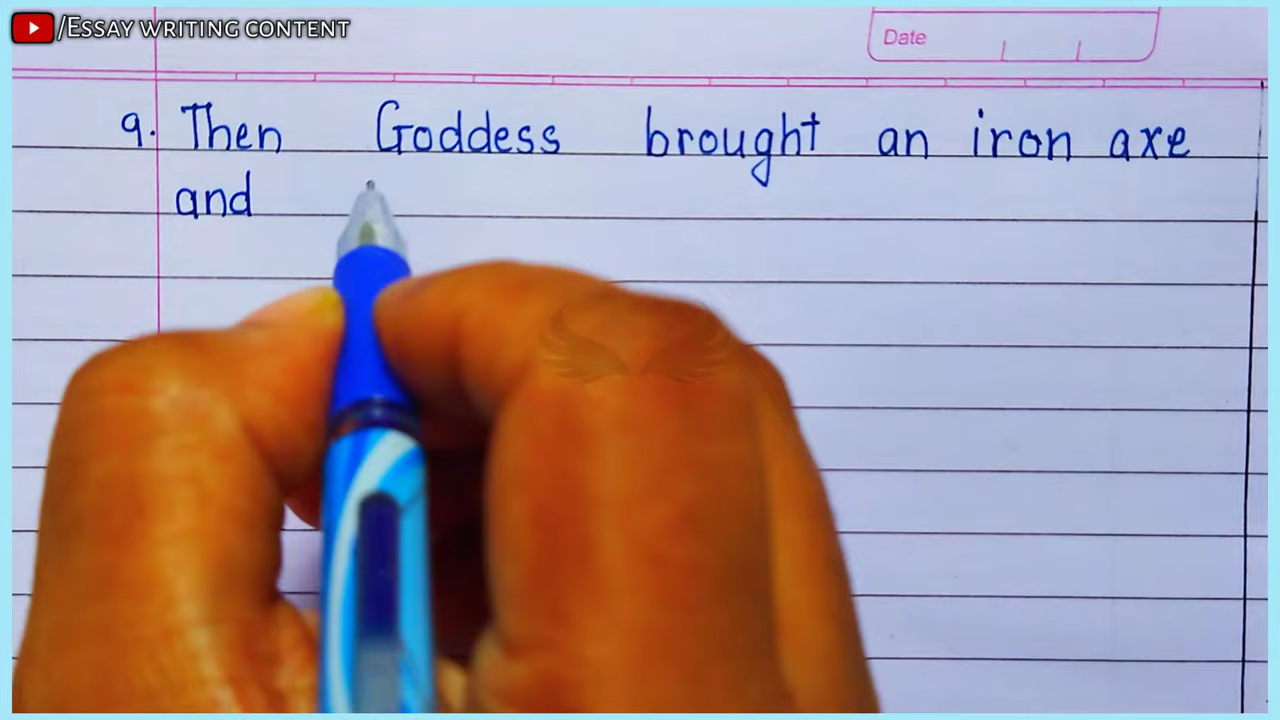 /Essay writing content
Date
9. Then Goddess brought an iron axe
and